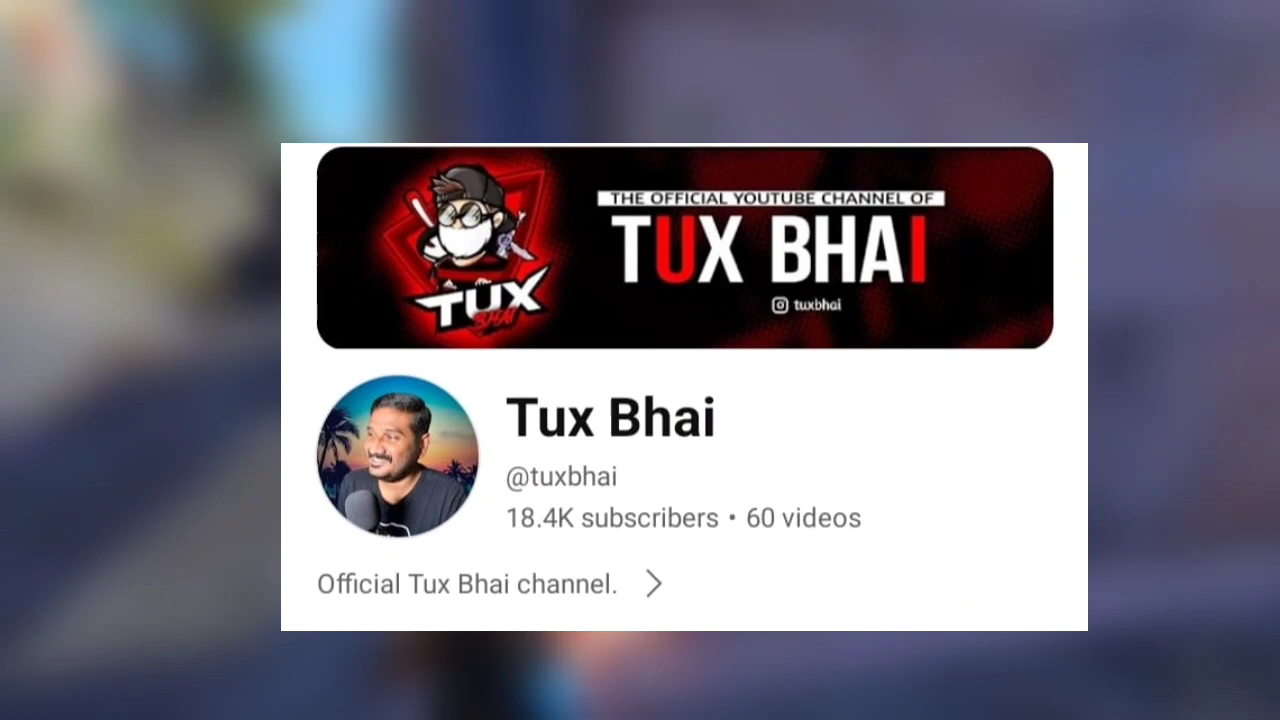 THE OFFICIAL YOUTUBE CHANNEL OF
TUX BHAI
tuxbhai
TUX
BHAI
Tux Bhai
@tuxbhai
18.4K subscribers • 60 videos
Official Tux Bhai channel.